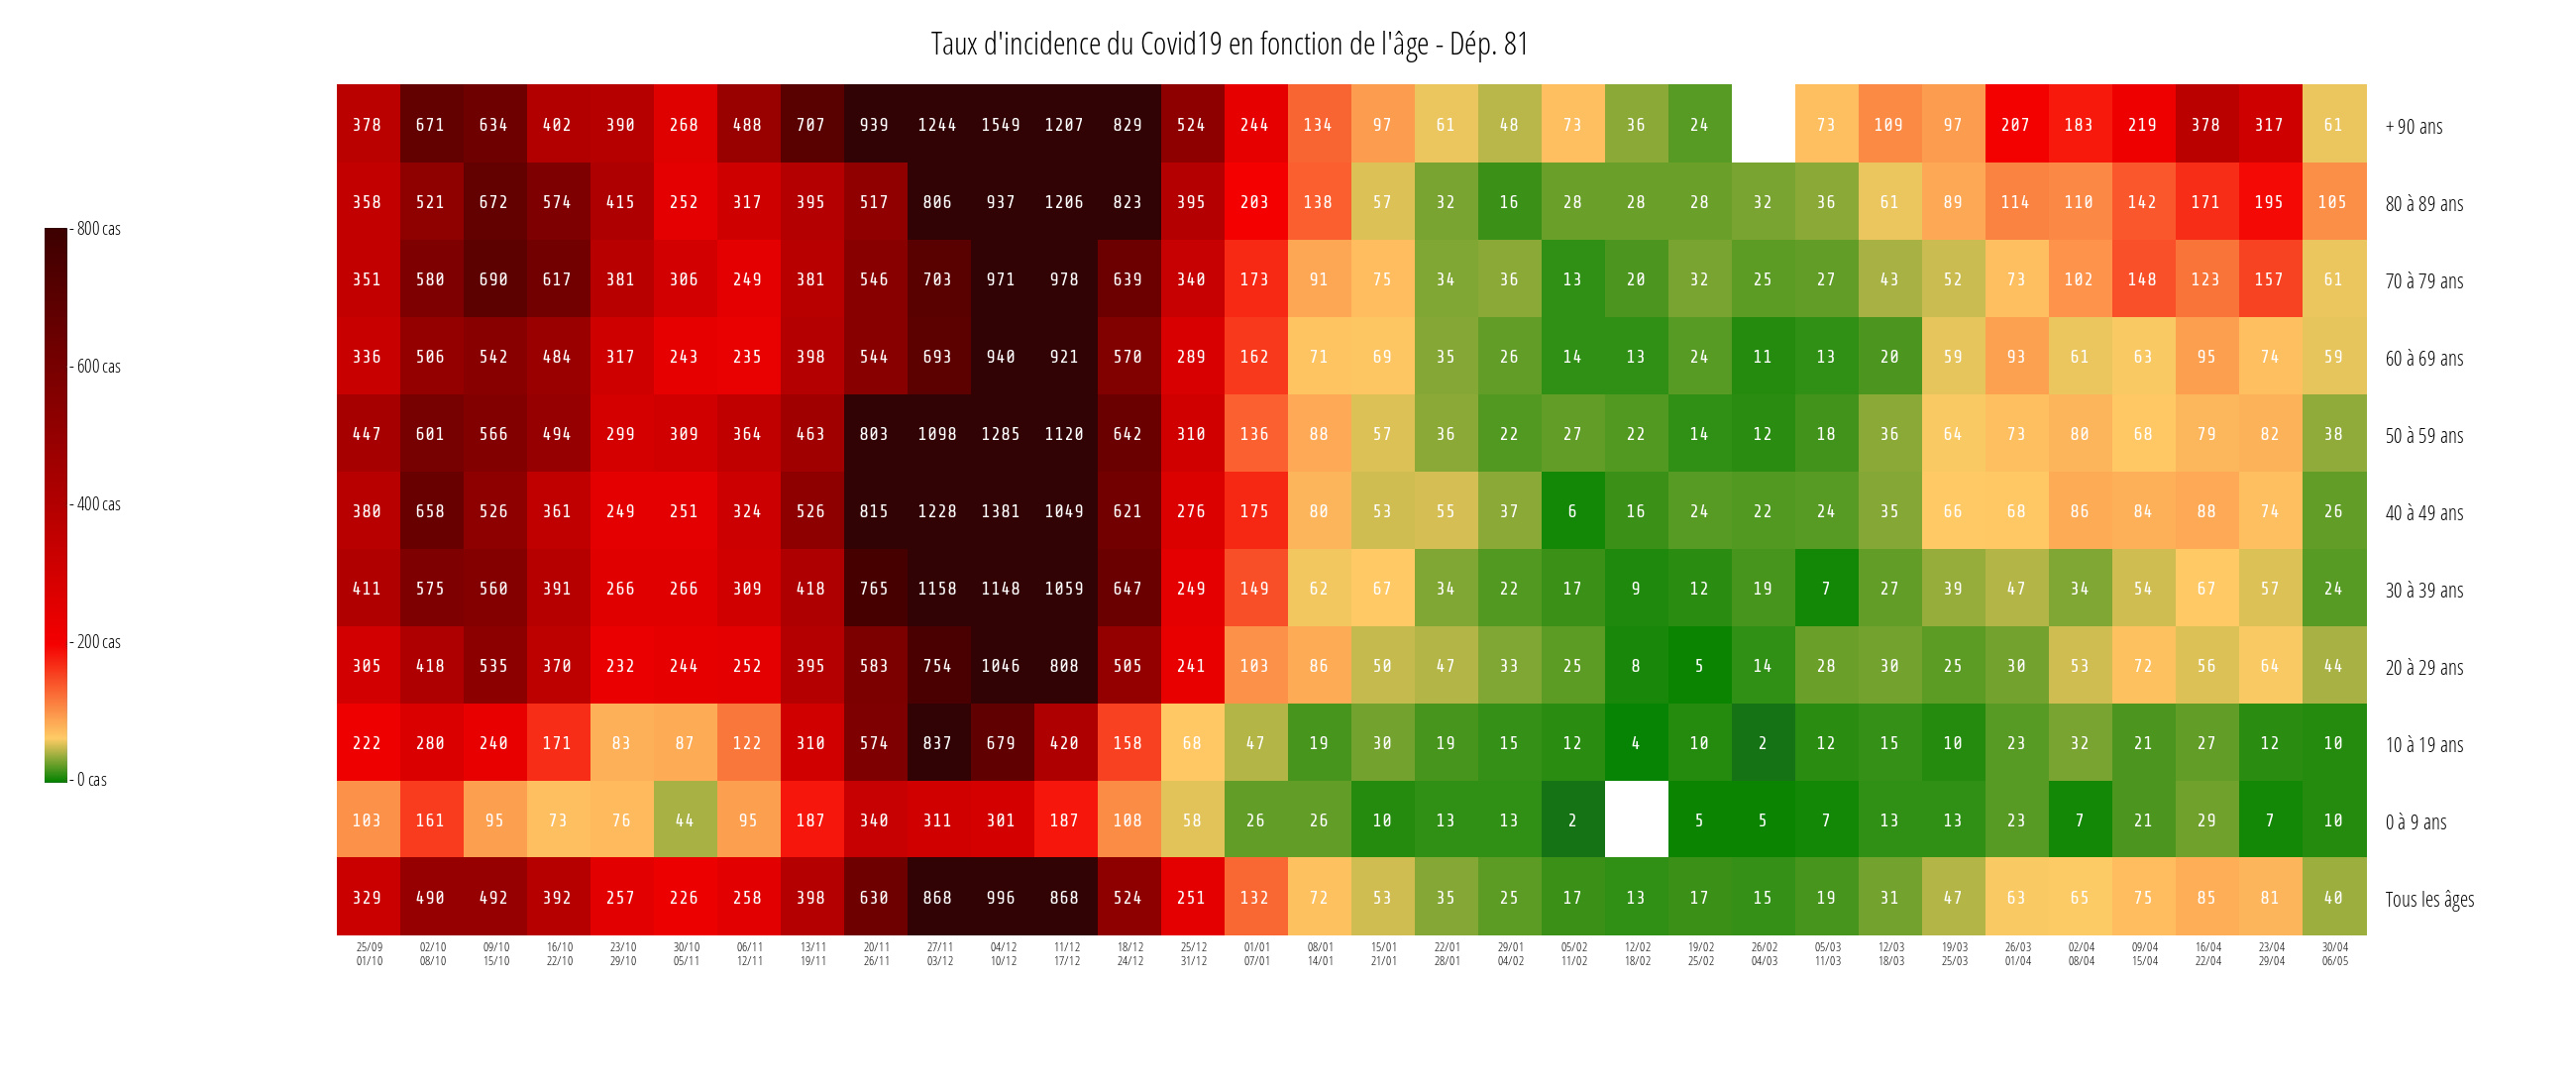 Taux d'incidence du Covid19 en fonction de l'âge - Dép. 81
378 671 634 402 390 268 488 707 939 1244 1549 1207 829 524 244 134 97 61 48 73 36 24 73 109 97 207 183 219 378 317 61 + 90 ans
358 521 672 574 415 252 317 395 517 806 937 1206 823 395 203 138 57 32 16 28 28 28 32 36 61 89 114 110 142 171 195 105 80 à 89 ans
- 800 cas
351 580 690 617 381 306 249 381 546 703 971 978 639 340 173 91 75 34 36 13 20 32 25 27 43 52 73 102 148 123 157 61 70 à 79 ans
336 506 542 484 317 243 235 398 544 693 940 921 570 289 162 71 69 35 26 14 13 24 11 13 20 59 93 61 63 95 74 59 60 à 69 ans
- 600 cas
447 601 566 494 299 309 364 463 803 1098 1285 1120 642 310 136 88 57 36 22 27 22 14 12 18 36 64 73 80 68 79 82 38 50 à 59 ans
- 400 cas
380 658 526 361 249 251 324 526 815 1228 1381 1049 621 276 175 80 53 55 37 6 16 24 22 24 35 66 68 86 84 88 74 26 40 à 49 ans
411 575 560 391 266 266 309 418 765 1158 1148 1059 647 249 149 62 67 34 22 17 9 12 19 7 27 39 47 34 54 67 57 24 30 à 39 ans
- 200 cas
305 418 535 370 232 244 252 395 583 754 1046 808 505 241 103 86 50 47 33 25 8 5 14 28 30 25 30 53 72 56 64 44 20 à 29 ans
222 280 240 171 83 87 122 310 574 837 679 420 158 68 47 19 30 19 15 12 4 10 2 12 15 10 23 32 21 27 12 10 10 à 19 ans
- 0 cas
103 161 95 73 76 44 95 187 340 311 301 187 108 58 26 26 10 13 13 2 5 5 7 13 13 23 7 21 29 7 10 0 à 9 ans
329 490 492 392 257 226 258 398 630 868 996 868 524 251 132 72 53 35 25 17 13 17 15 19 31 47 63 65 75 85 81 40 Tous les âges
25/09 02/10 09/10 16/10 23/10 30/10 06/11 13/11 20/11 27/11 04/12 11/12 18/12 25/12 01/01 08/01 15/01 22/01 29/01 05/02 12/02 19/02 26/02 05/03 12/03 19/03 26/03 02/04 09/04 16/04 23/04 30/04
01/10 08/10 15/10 22/10 29/10 05/11 12/11 19/11 26/11 03/12 10/12 17/12 24/12 31/12 07/01 14/01 21/01 28/01 04/02 11/02 18/02 25/02 04/03 11/03 18/03 25/03 01/04 08/04 15/04 22/04 29/04 06/05